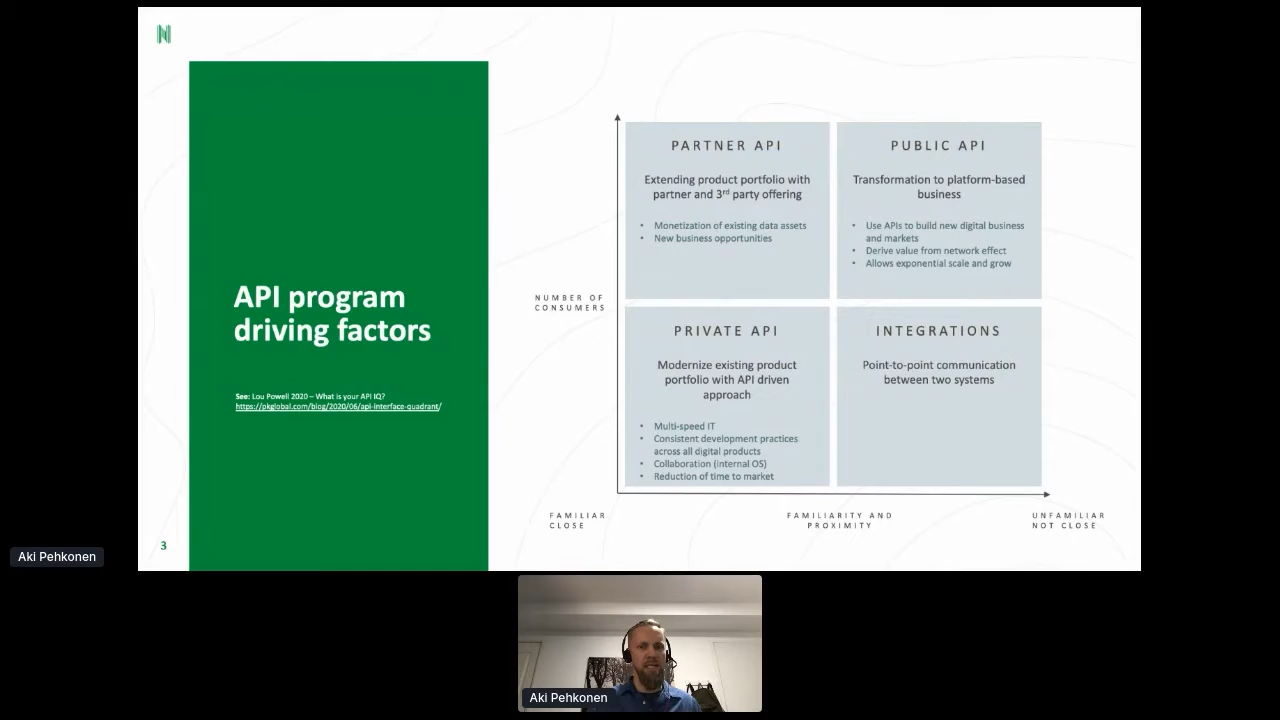 N
API program
driving factors
See: Lou Powell 2020 – What is your API IQ?
https://pkglobal.com/blog/2020/06/api-interface-quadrant/
3
PARTNER API
Extending product portfolio with
partner and 3rd party offering
• Monetization of existing data assets
• New business opportunities
PUBLIC API
Transformation to platform-based
business
• Use APIs to build new digital business
and markets
• Derive value from network effect
• Allows exponential scale and grow
NUMBER OF
CONSUMERS
PRIVATE API
Modernize existing product
portfolio with API driven
approach
• Multi-speed IT
• Consistent development practices
across all digital products
• Collaboration (Internal OS)
• Reduction of time to market
INTEGRATIONS
Point-to-point communication
between two systems
FAMILIAR
CLOSE
FAMILIARITY AND
PROXIMITY
UNFAMILIAR
NOT CLOSE
Aki Pehkonen
Aki Pehkonen